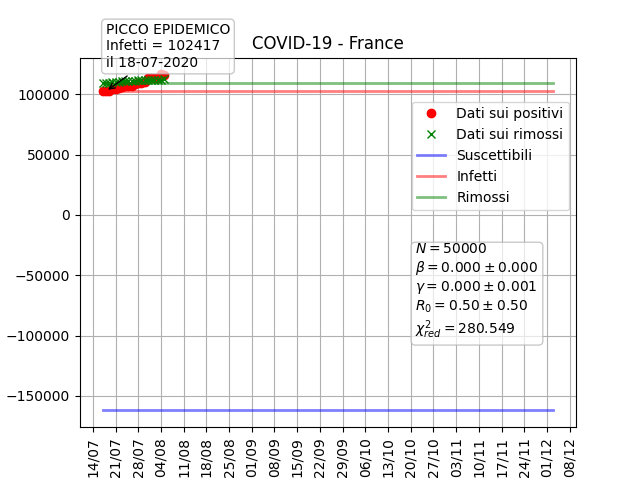 PICCO EPIDEMICO
Infetti = 102417
il 18-07-2020
COVID-19 - France
100000
50000
0
−50000
−100000
−150000
Dati sui positivi
Dati sui rimossi
Suscettibili
Infetti
Rimossi
N = 50000
β = 0.000 ± 0.000
γ = 0.000 ± 0.001
R₀ = 0.50 ± 0.50
χ²red = 280.549
14/07
21/07
28/07
04/08
11/08
18/08
25/08
01/09
08/09
15/09
22/09
29/09
06/10
13/10
20/10
27/10
03/11
10/11
17/11
24/11
01/12
08/12